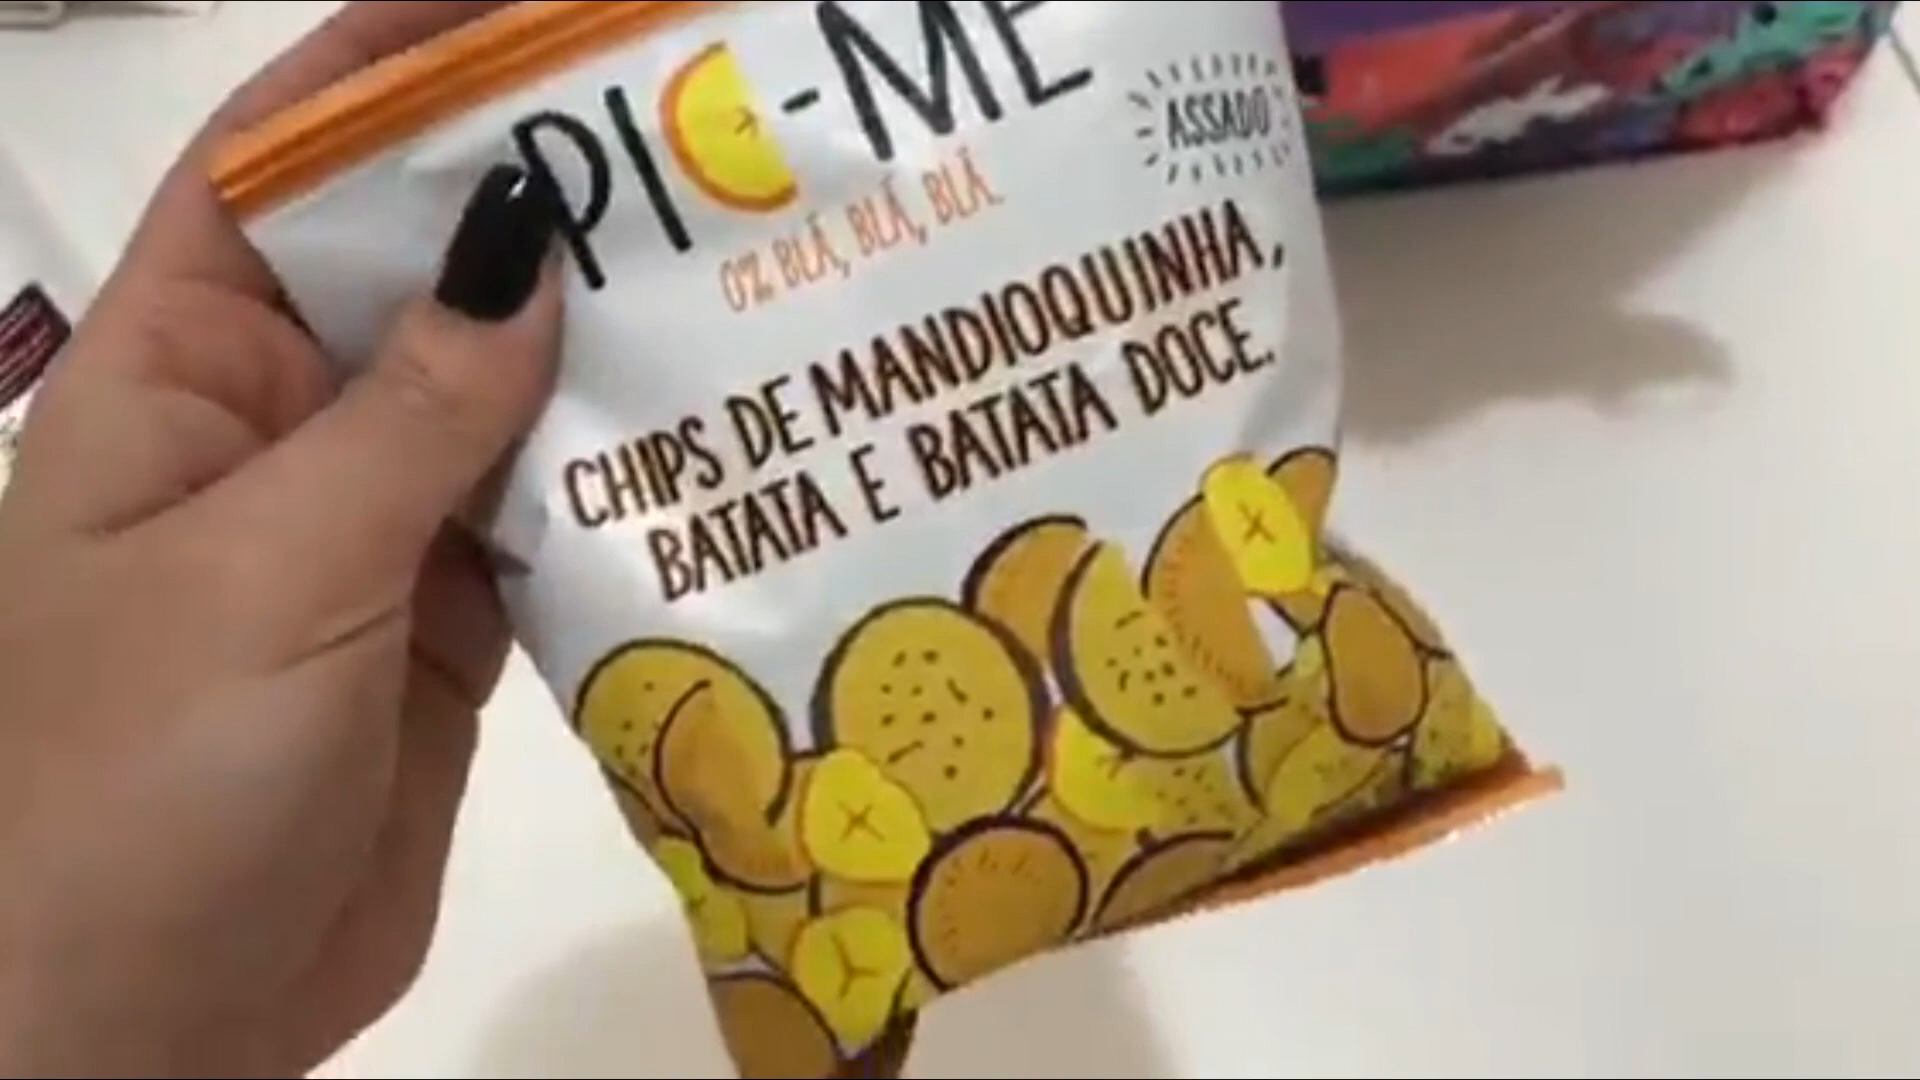 PIC-ME
0% BLÁ, BLÁ, BLÁ.
ASSADO
CHIPS DE MANDIOQUINHA,
BATATA E BATATA DOCE.